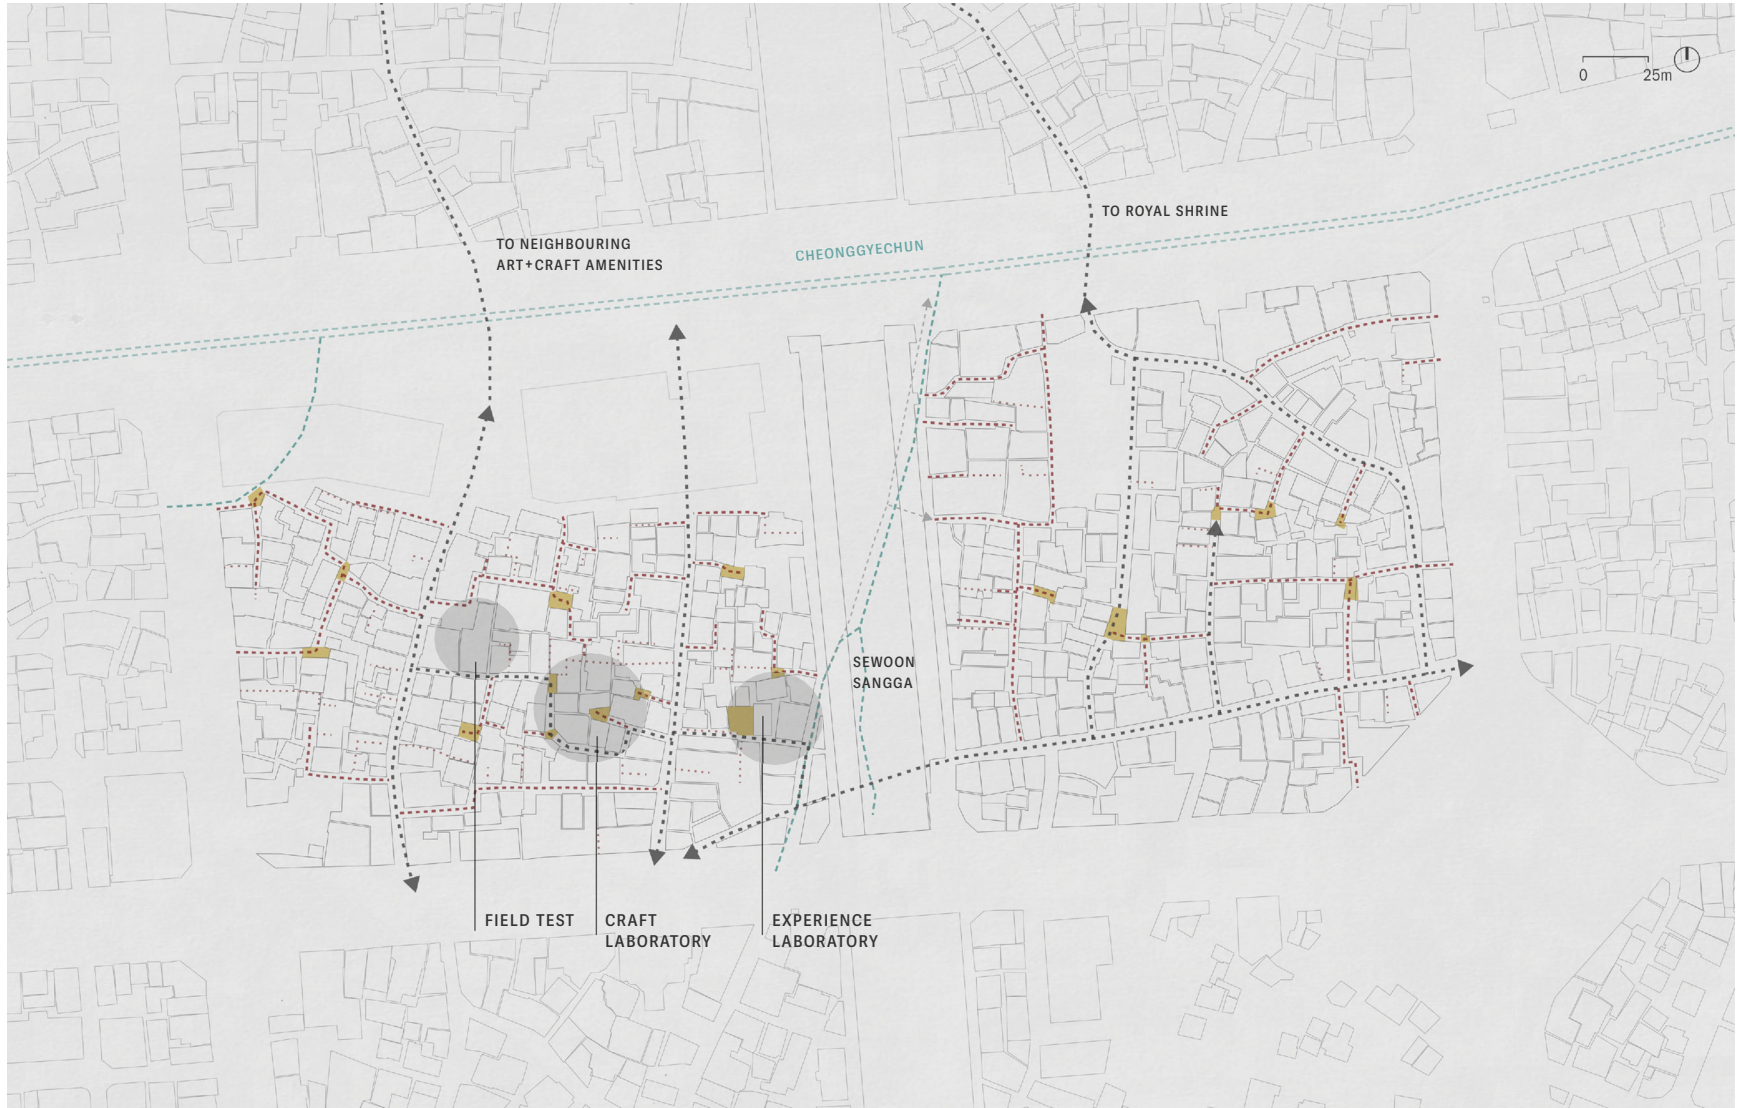 0 25m
TO ROYAL SHRINE
TO NEIGHBOURING
ART+CRAFT AMENITIES
CHEONGGYECHUN
SEWOON
SANGGA
FIELD TEST
CRAFT
LABORATORY
EXPERIENCE
LABORATORY